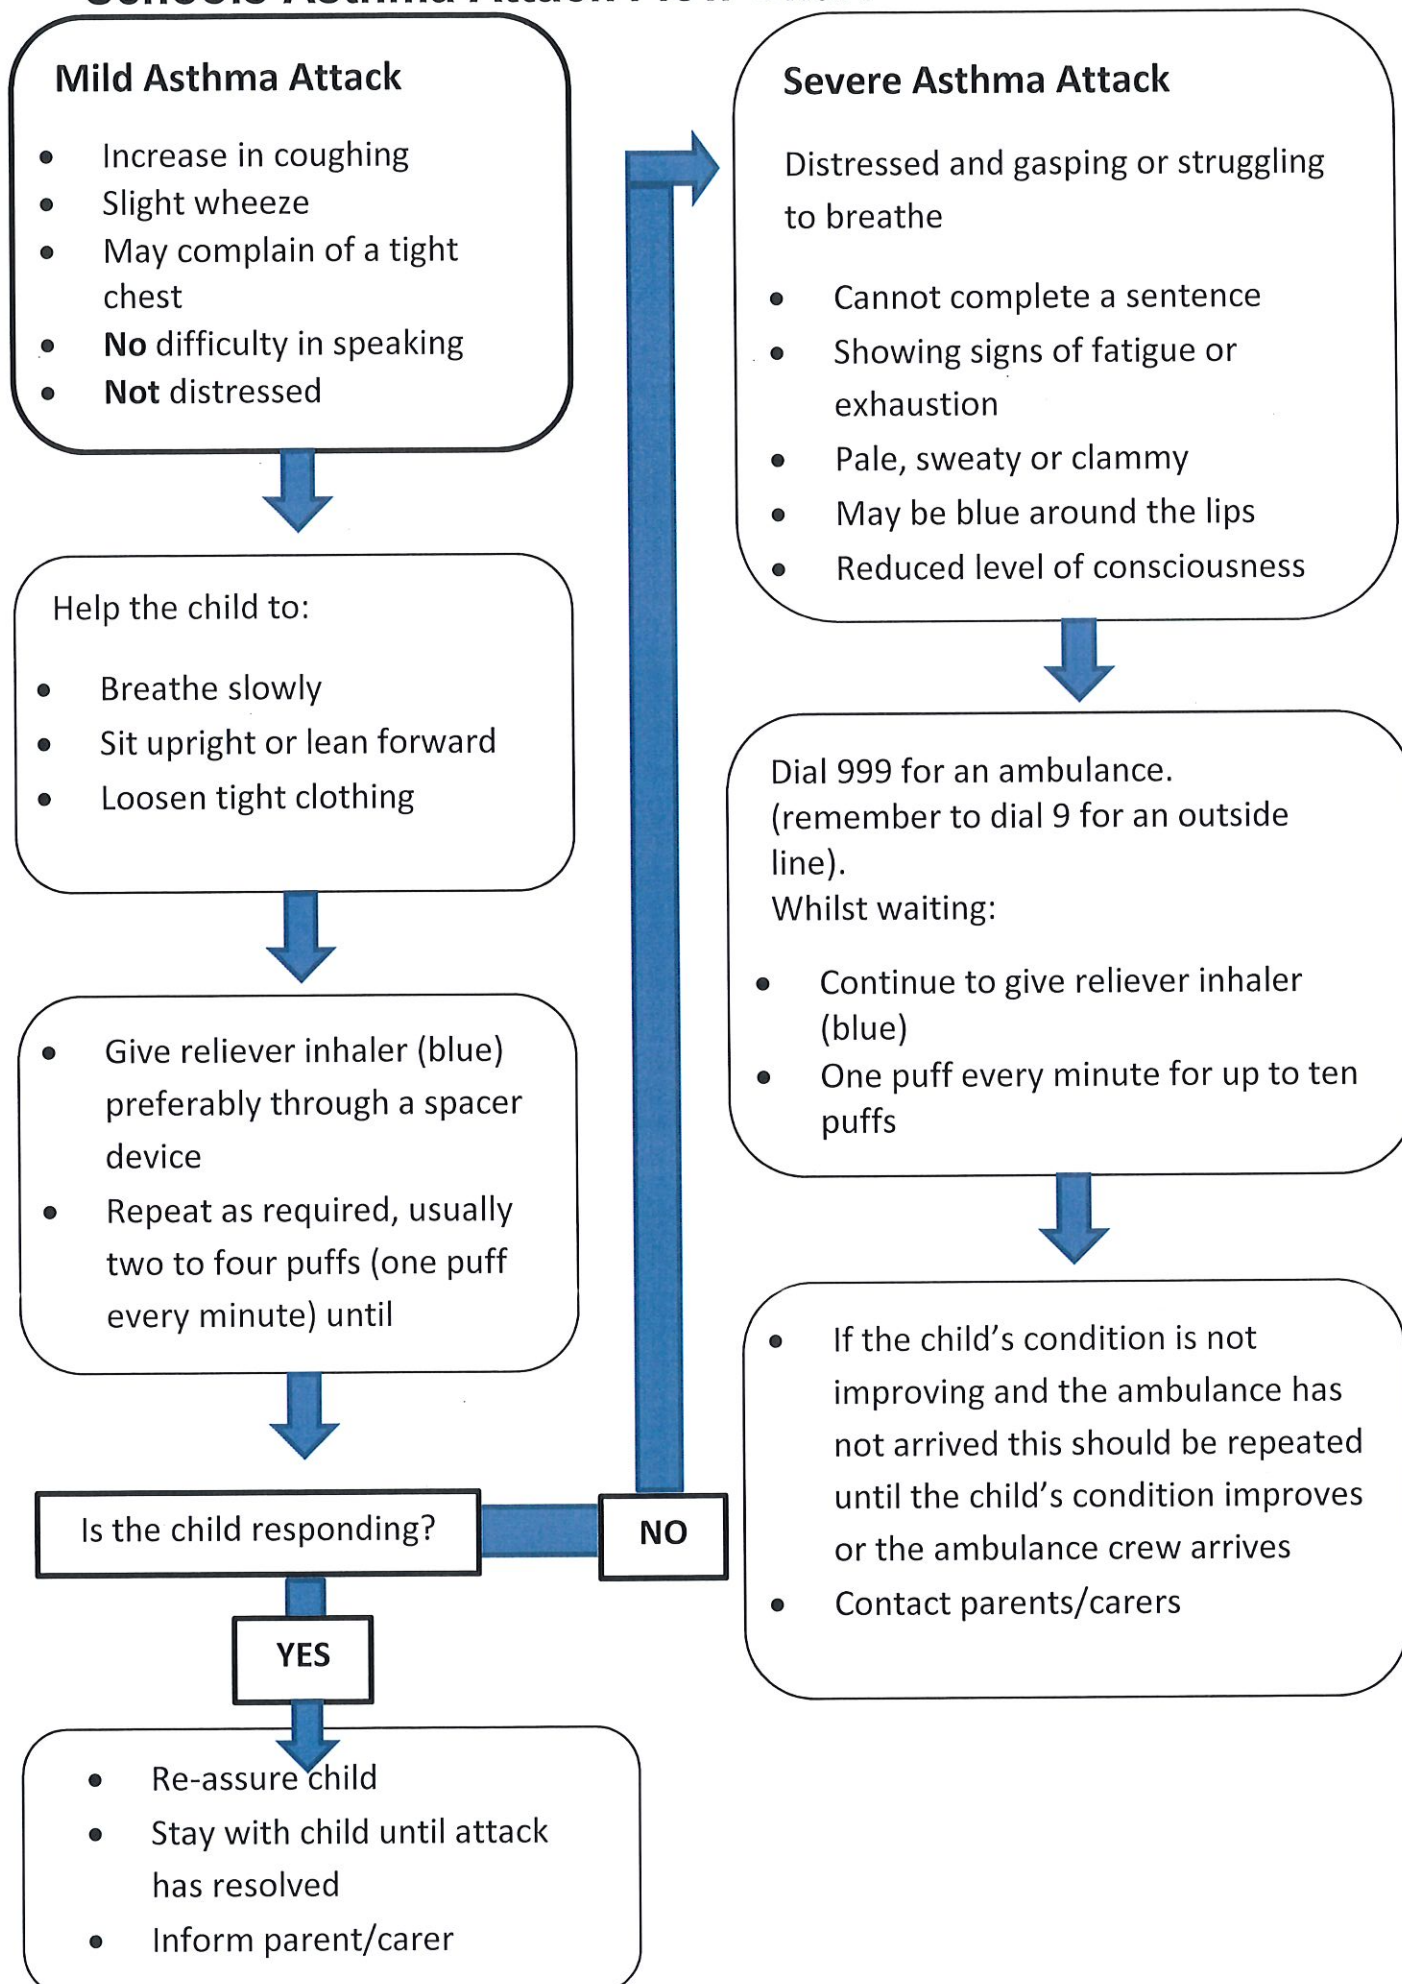 Schools Asthma Attack Flow
Mild Asthma Attack
• Increase in coughing
• Slight wheeze
• May complain of a tight
chest
• No difficulty in speaking
• Not distressed
Help the child to:
• Breathe slowly
• Sit upright or lean forward
• Loosen tight clothing
• Give reliever inhaler (blue)
preferably through a spacer
device
• Repeat as required, usually
two to four puffs (one puff
every minute) until
Is the child responding?
NO
YES
• Re-assure child
• Stay with child until attack
has resolved
• Inform parent/carer
Severe Asthma Attack
Distressed and gasping or struggling
to breathe
• Cannot complete a sentence
• Showing signs of fatigue or
exhaustion
• Pale, sweaty or clammy
• May be blue around the lips
• Reduced level of consciousness
Dial 999 for an ambulance.
(remember to dial 9 for an outside
line).
Whilst waiting:
• Continue to give reliever inhaler
(blue)
• One puff every minute for up to ten
puffs
• If the child’s condition is not
improving and the ambulance has
not arrived this should be repeated
until the child’s condition improves
or the ambulance crew arrives
• Contact parents/carers